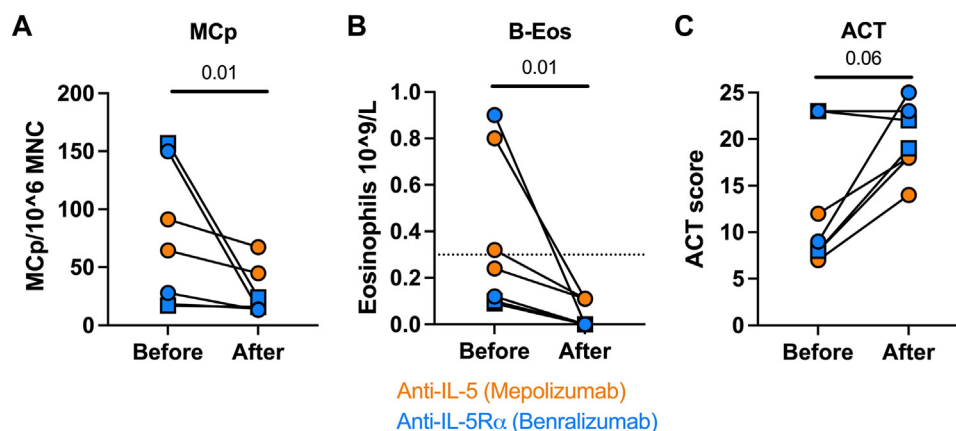 A
MCp
0.01
MCp/10^6 MNC
200
150
100
50
0
Before
After
B
B-Eos
0.01
Eosinophils 10^9/L
1.0
0.8
0.6
0.4
0.2
0.0
Before
After
C
ACT
0.06
ACT score
25
20
15
10
5
0
Before
After
Anti-IL-5 (Mepolizumab)
Anti-IL-5Rα (Benralizumab)